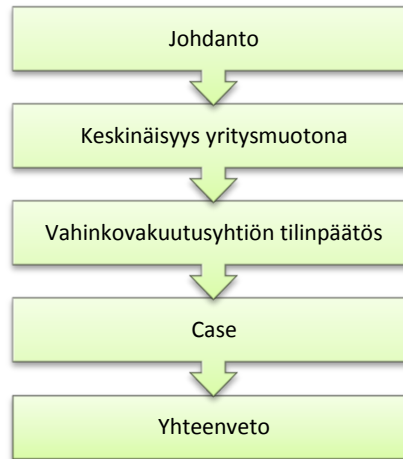 Johdanto
Keskinäisyys yritysmuotona
Vahinkovakuutusyhtiön tilinpäätös
Case
Yhteenveto